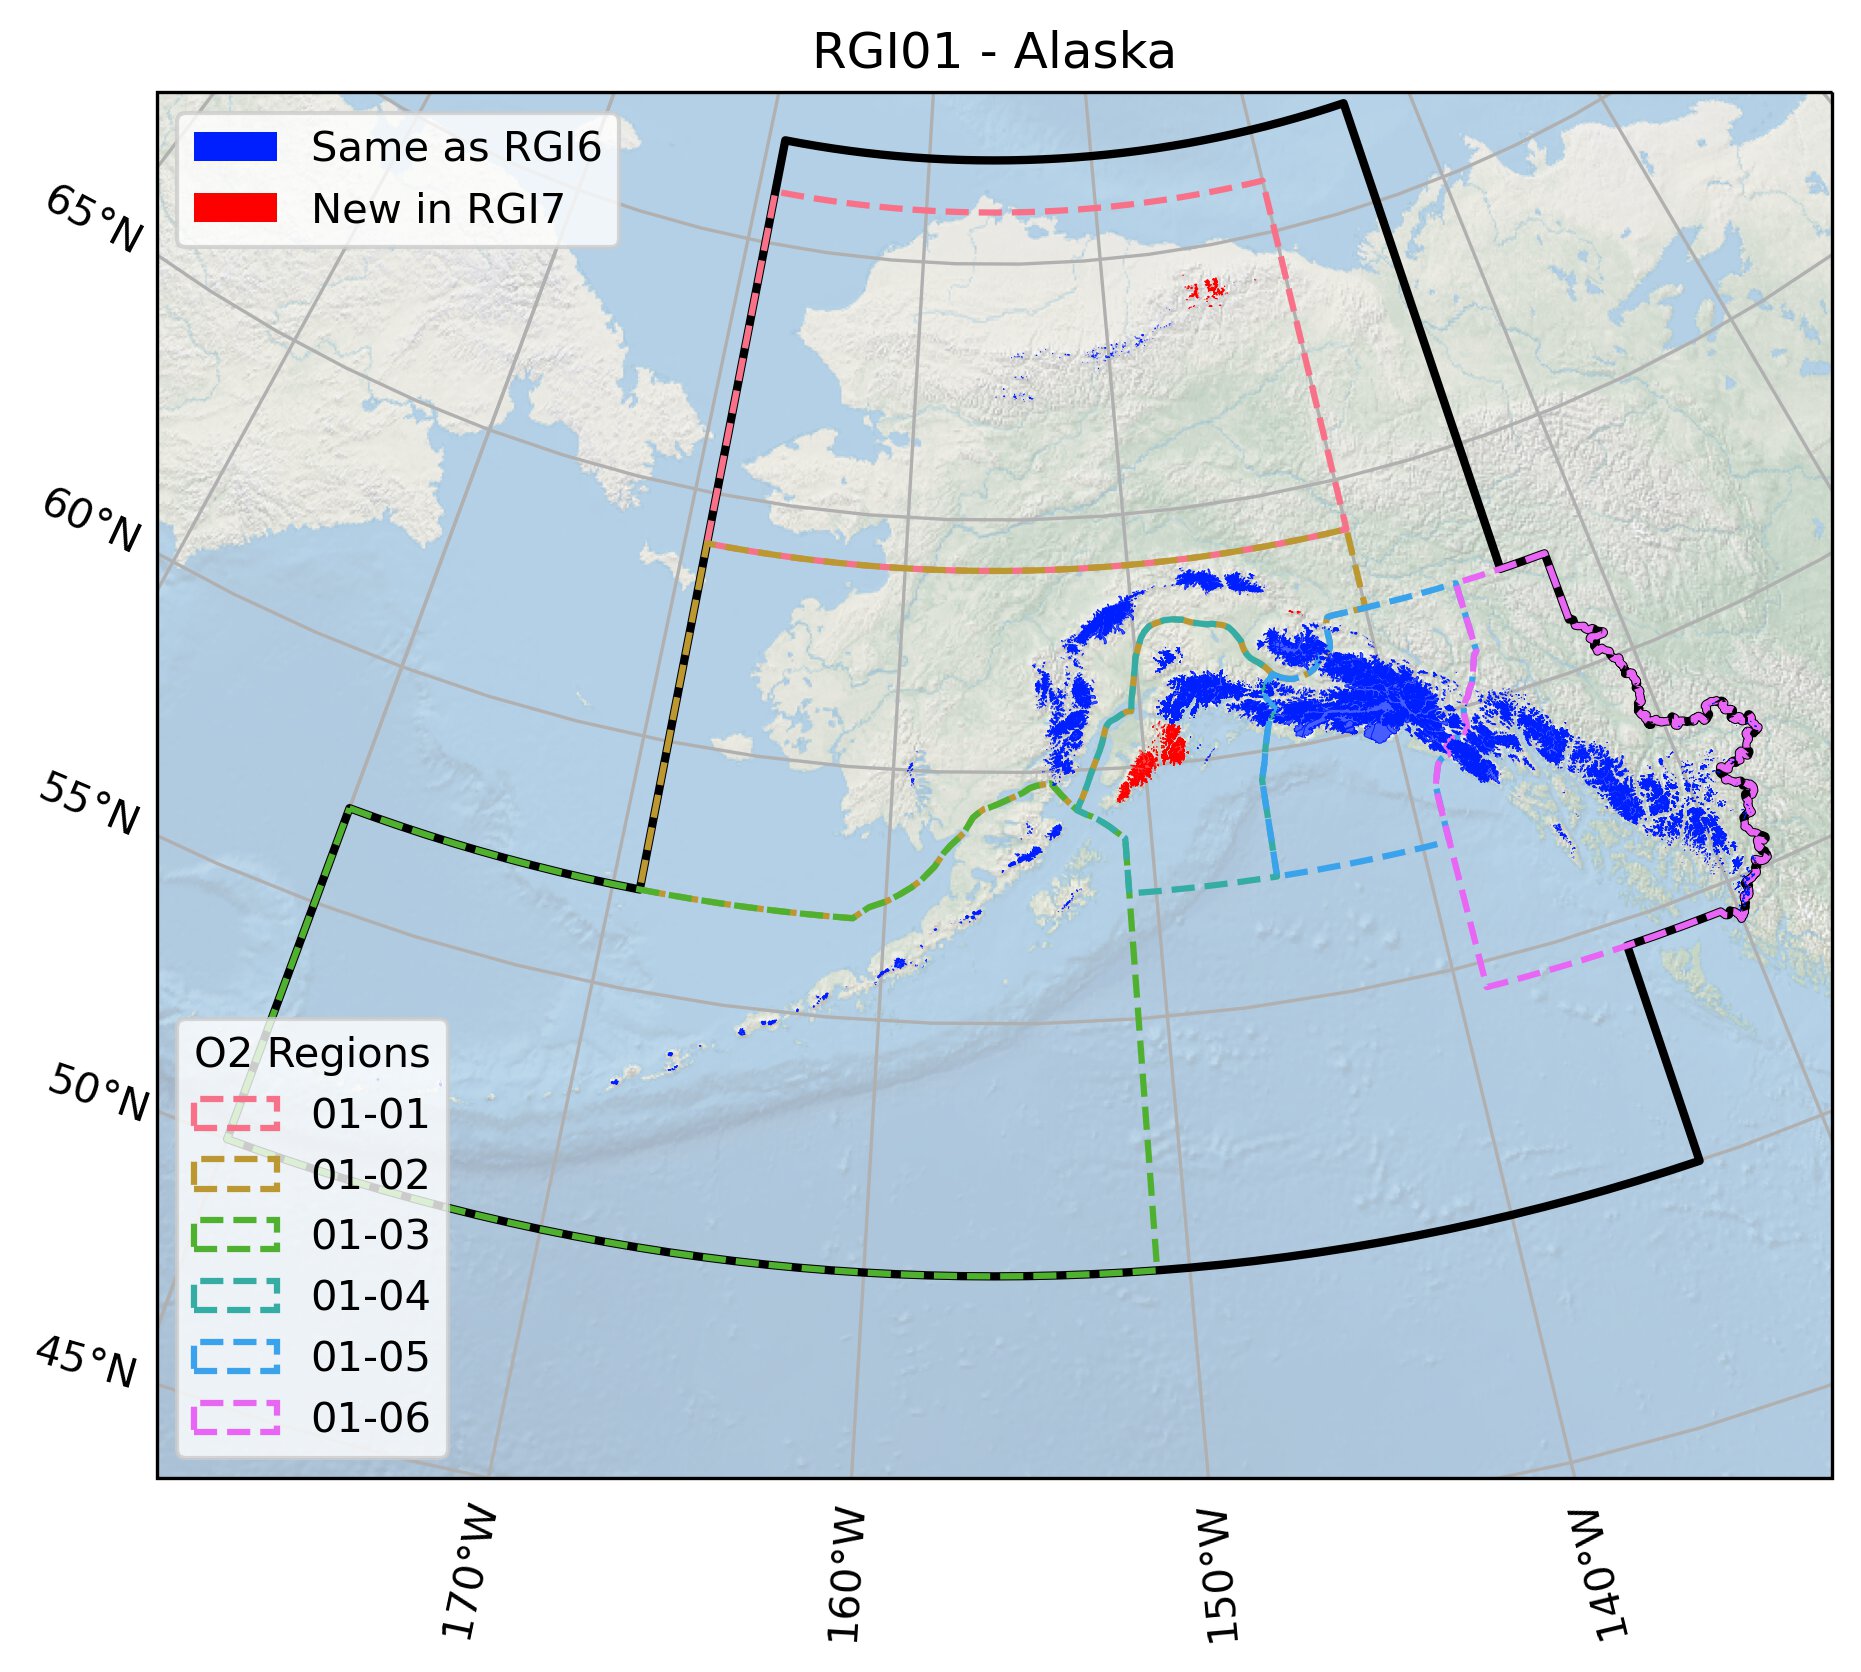 RGI01 - Alaska
Same as RGI6
New in RGI7
65°N
60°N
55°N
50°N
45°N
O2 Regions
01-01
01-02
01-03
01-04
01-05
01-06
170°W
160°W
150°W
140°W